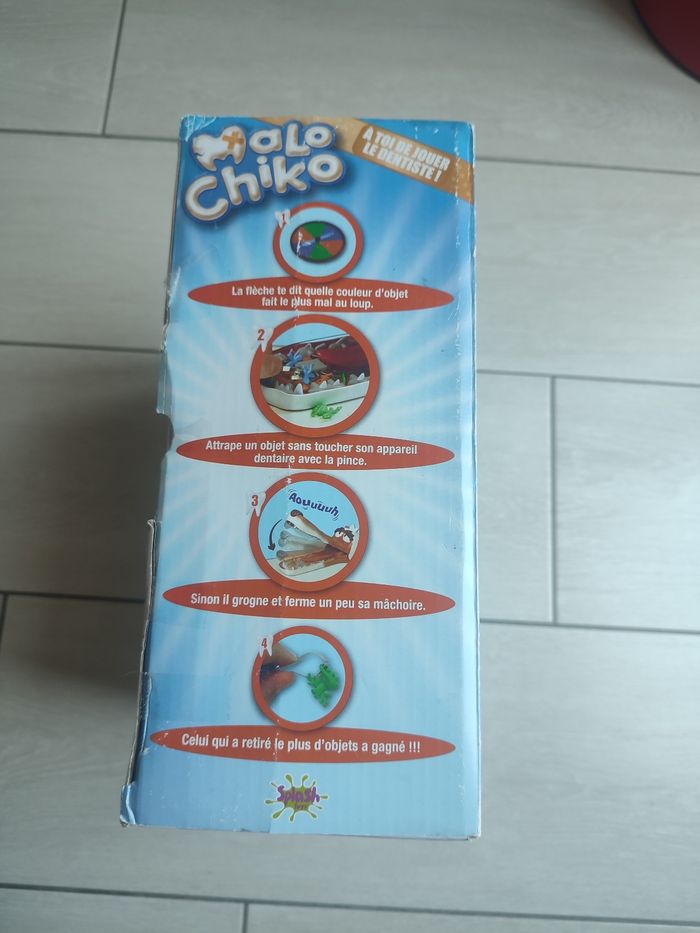 MaLo
Chiko
À TOI DE JOUER
LE DENTISTE !
1
La flèche te dit quelle couleur d'objet
fait le plus mal au loup.
2
Attrape un objet sans toucher son appareil
dentaire avec la pince.
3
Aouuuuh
Sinon il grogne et ferme un peu sa mâchoire.
4
Celui qui a retiré le plus d'objets a gagné !!!
Splash